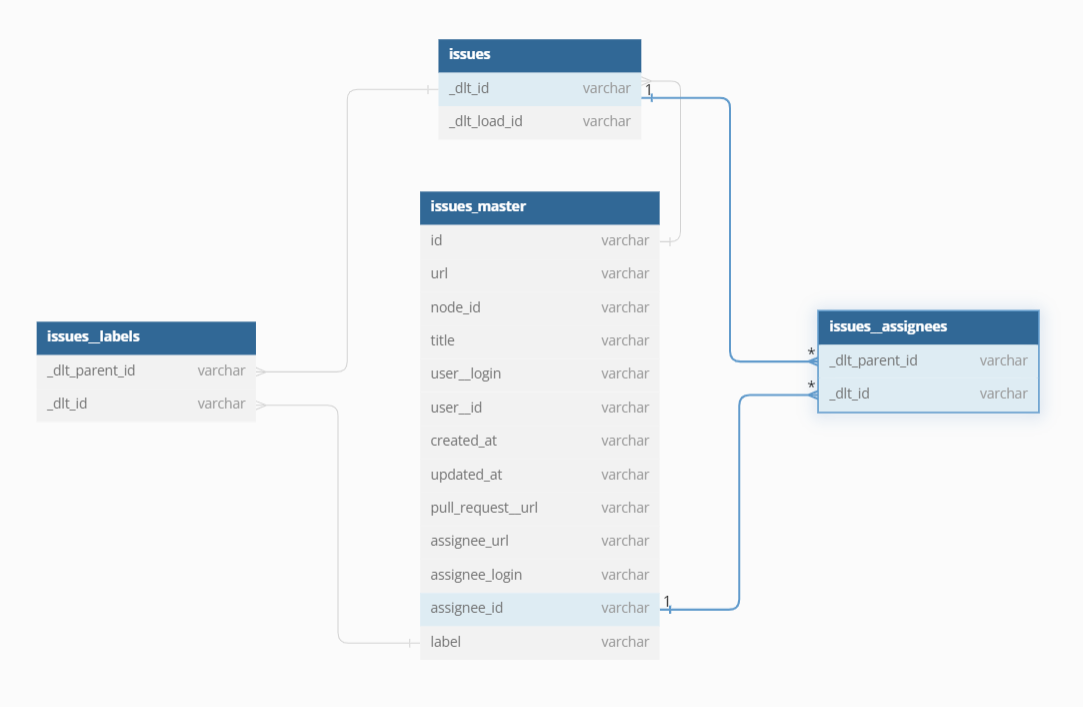 issues
_dlt_id varchar
_dlt_load_id varchar
1
issues_master
id varchar
url varchar
node_id varchar
title varchar
user__login varchar
user__id varchar
created_at varchar
updated_at varchar
pull_request__url varchar
assignee_url varchar
assignee_login varchar
assignee_id varchar
label varchar
1
issues__labels
_dlt_parent_id varchar
_dlt_id varchar
issues__assignees
* _dlt_parent_id varchar
* _dlt_id varchar